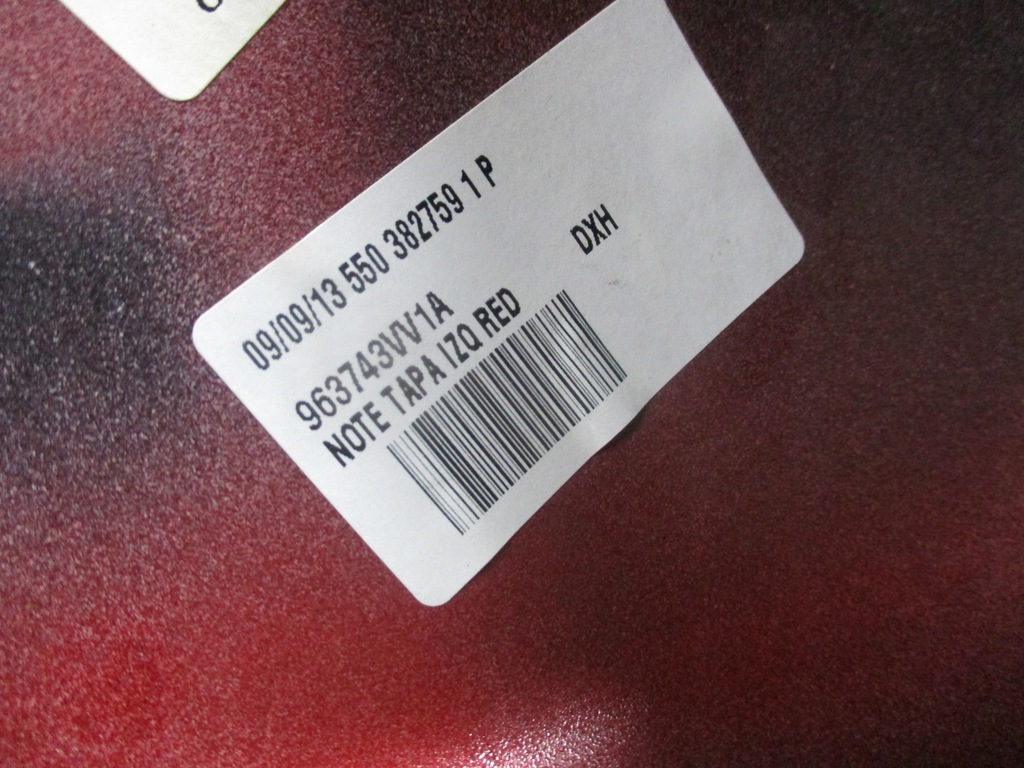 09/09/13 550 382759 1 P
963743VV1A
DXH
NOTE TAPA IZQ RED